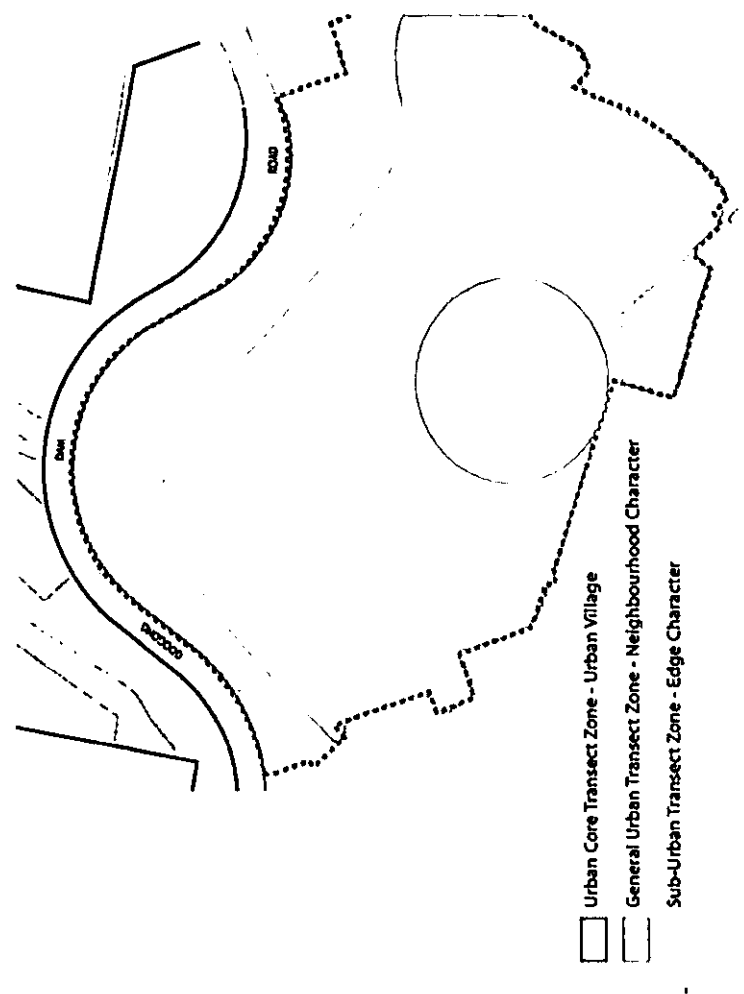 GOOCOND
DAM
ROAD
Urban Core Transect Zone - Urban Village
General Urban Transect Zone - Neighbourhood Character
Sub-Urban Transect Zone - Edge Character